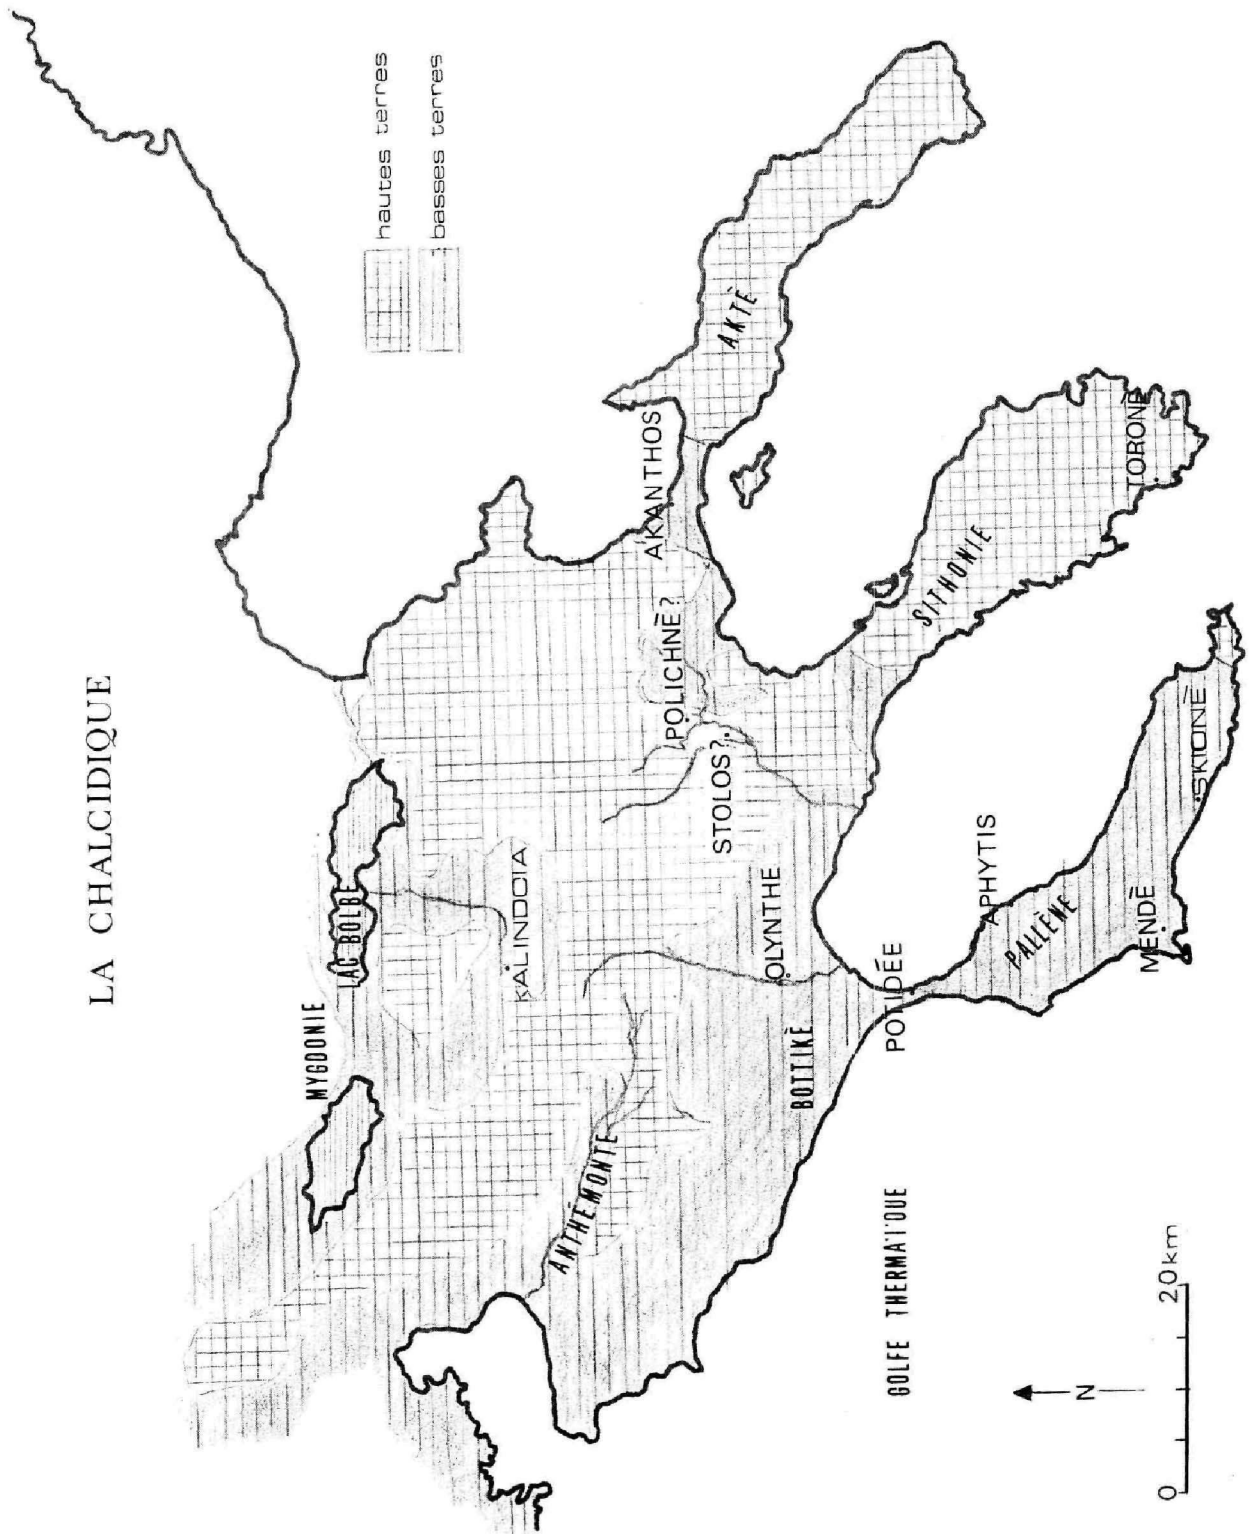 LA CHALCIDIQUE
hautes terres
basses terres
MYGDONIE
LAC BOLBÈ
KALINDOIA
ANTHÉMONTE
POLICHNÈ?
AKANTHOS
STOLOS?
AKTÈ
OLYNTHE
BOTTIKÈ
POTIDÉE
SITHONIE
TORONÈ
APHYTIS
PALLÈNE
MENDÈ
SKIONÈ
GOLFE THERMAÏQUE
N
0
20km